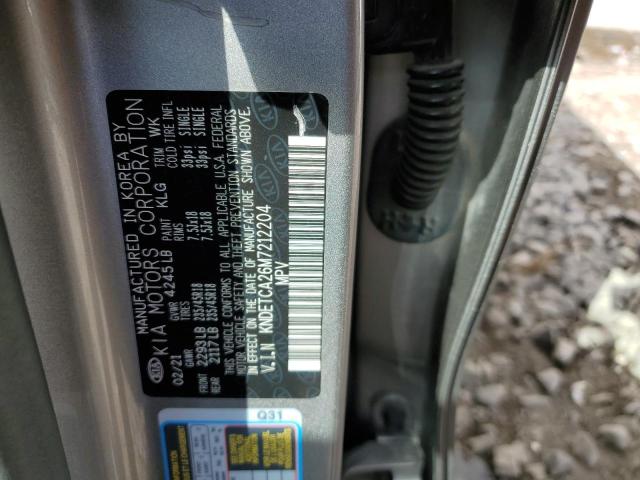 MANUFACTURED IN KOREA BY
KIA MOTORS CORPORATION
02/21 GVWR 4245LB PAINT KLG TRIM WK
RIMS COLD TIRE INFL
FRONT 2293LB 235/45R18 7.5Jx18 33psi SINGLE
REAR 2117LB 235/45R18 7.5Jx18 33psi SINGLE
THIS VEHICLE CONFORMS TO ALL APPLICABLE U.S.A FEDERAL
MOTOR VEHICLE SAFETY AND THEFT PREVENTION STANDARDS
IN EFFECT ON THE DATE OF MANUFACTURE SHOWN ABOVE.
V.I.N KNDETCA26M7212204
MPV
KIA
Q31